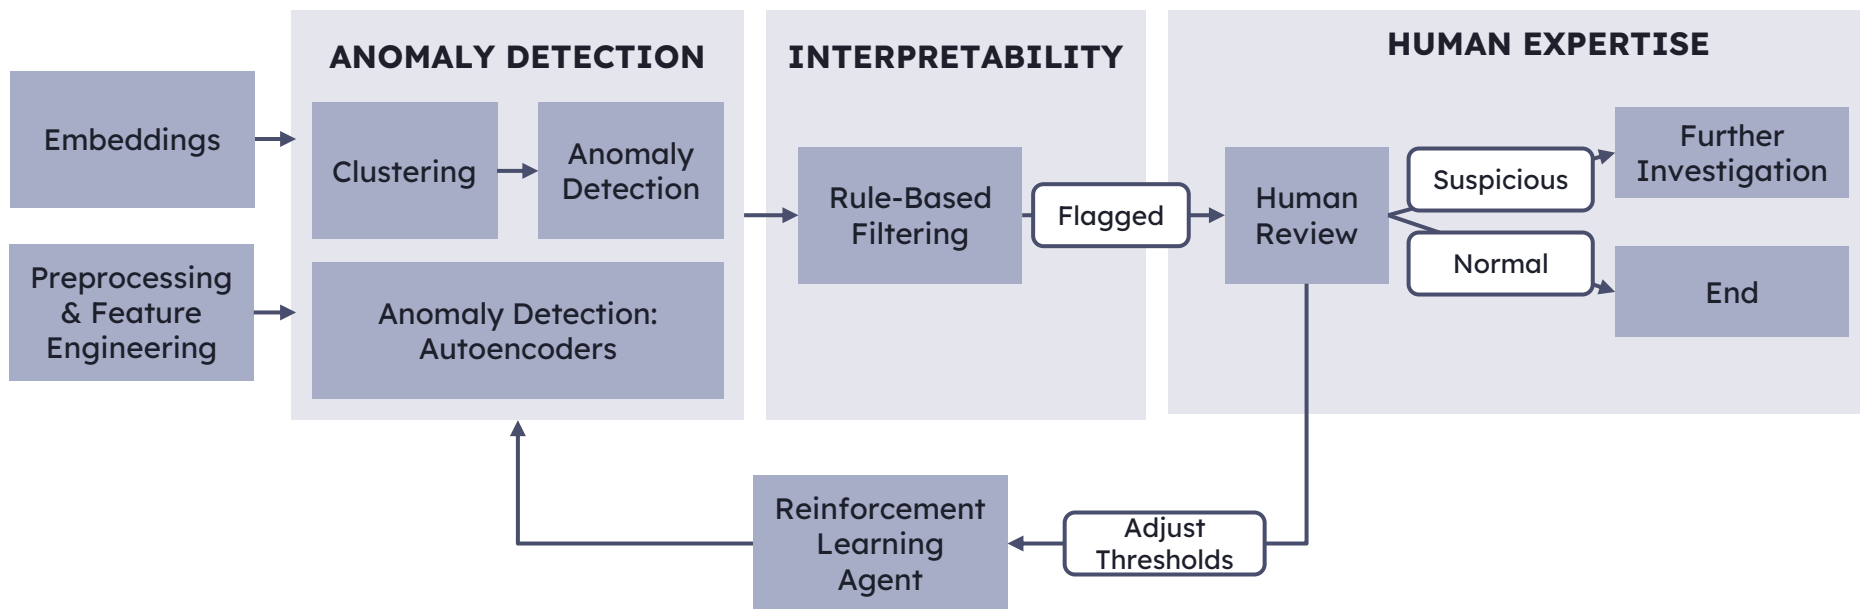 ANOMALY DETECTION
INTERPRETABILITY
HUMAN EXPERTISE
Embeddings
Preprocessing
& Feature
Engineering
Clustering
Anomaly
Detection
Anomaly Detection:
Autoencoders
Rule-Based
Filtering
Flagged
Human
Review
Suspicious
Normal
Further
Investigation
End
Reinforcement
Learning
Agent
Adjust
Thresholds